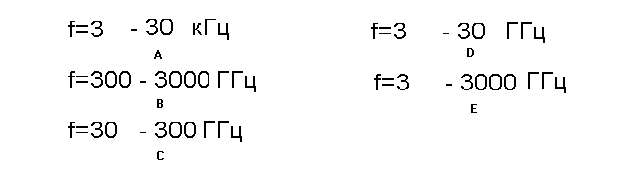 f=3 - 30 кГц
A
f=300 - 3000 ГГц
B
f=30 - 300 ГГц
C
f=3 - 30 ГГц
D
f=3 - 3000 ГГц
E